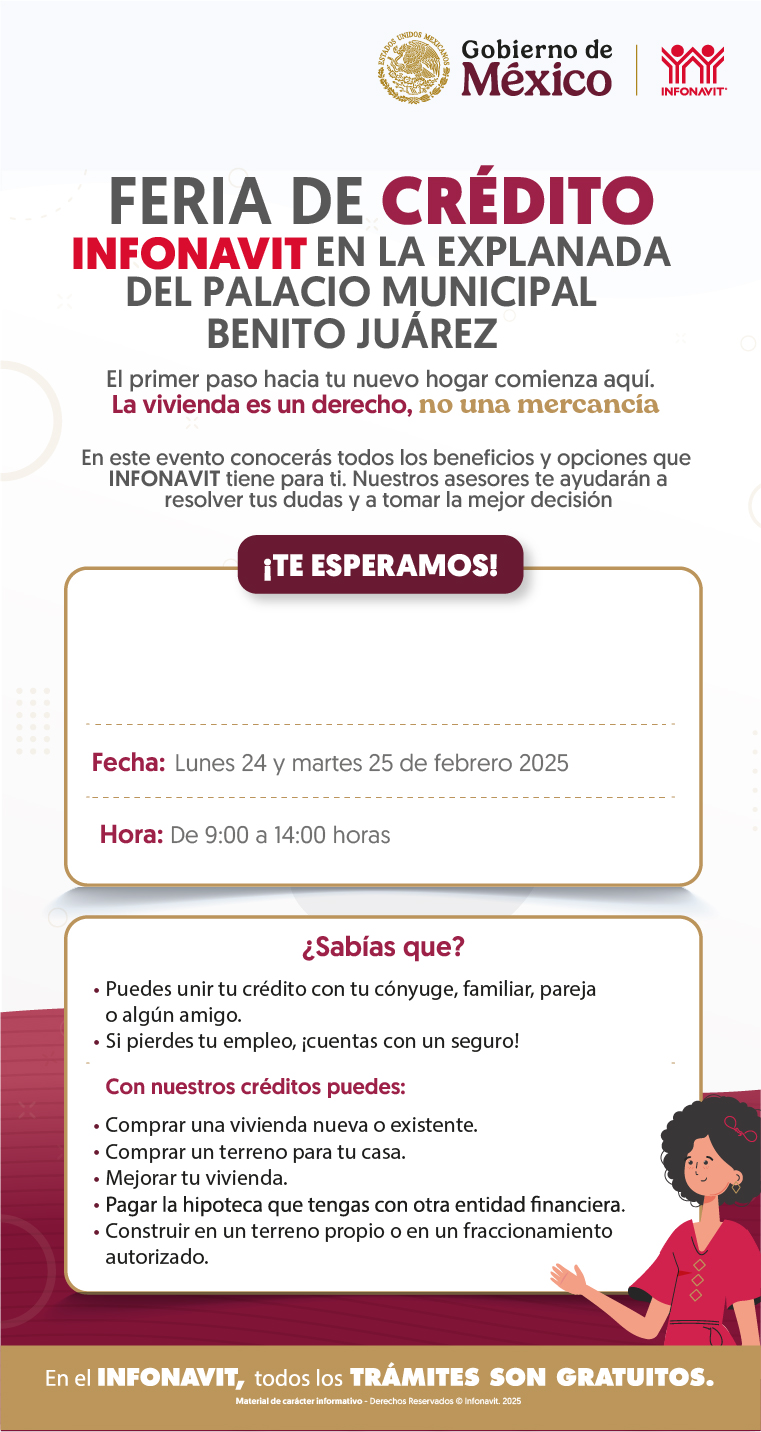 ESTADOS UNIDOS MEXICANOS
Gobierno de
México
INFONAVIT
FERIA DE CRÉDITO
INFONAVIT EN LA EXPLANADA
DEL PALACIO MUNICIPAL
BENITO JUÁREZ
El primer paso hacia tu nuevo hogar comienza aquí.
La vivienda es un derecho, no una mercancía
En este evento conocerás todos los beneficios y opciones que
INFONAVIT tiene para ti. Nuestros asesores te ayudarán a
resolver tus dudas y a tomar la mejor decisión
¡TE ESPERAMOS!
Fecha: Lunes 24 y martes 25 de febrero 2025
Hora: De 9:00 a 14:00 horas
¿Sabías que?
• Puedes unir tu crédito con tu cónyuge, familiar, pareja
o algún amigo.
• Si pierdes tu empleo, ¡cuentas con un seguro!
Con nuestros créditos puedes:
• Comprar una vivienda nueva o existente.
• Comprar un terreno para tu casa.
• Mejorar tu vivienda.
• Pagar la hipoteca que tengas con otra entidad financiera.
• Construir en un terreno propio o en un fraccionamiento
autorizado.
En el INFONAVIT, todos los TRÁMITES SON GRATUITOS.
Material de carácter informativo - Derechos Reservados © Infonavit. 2025